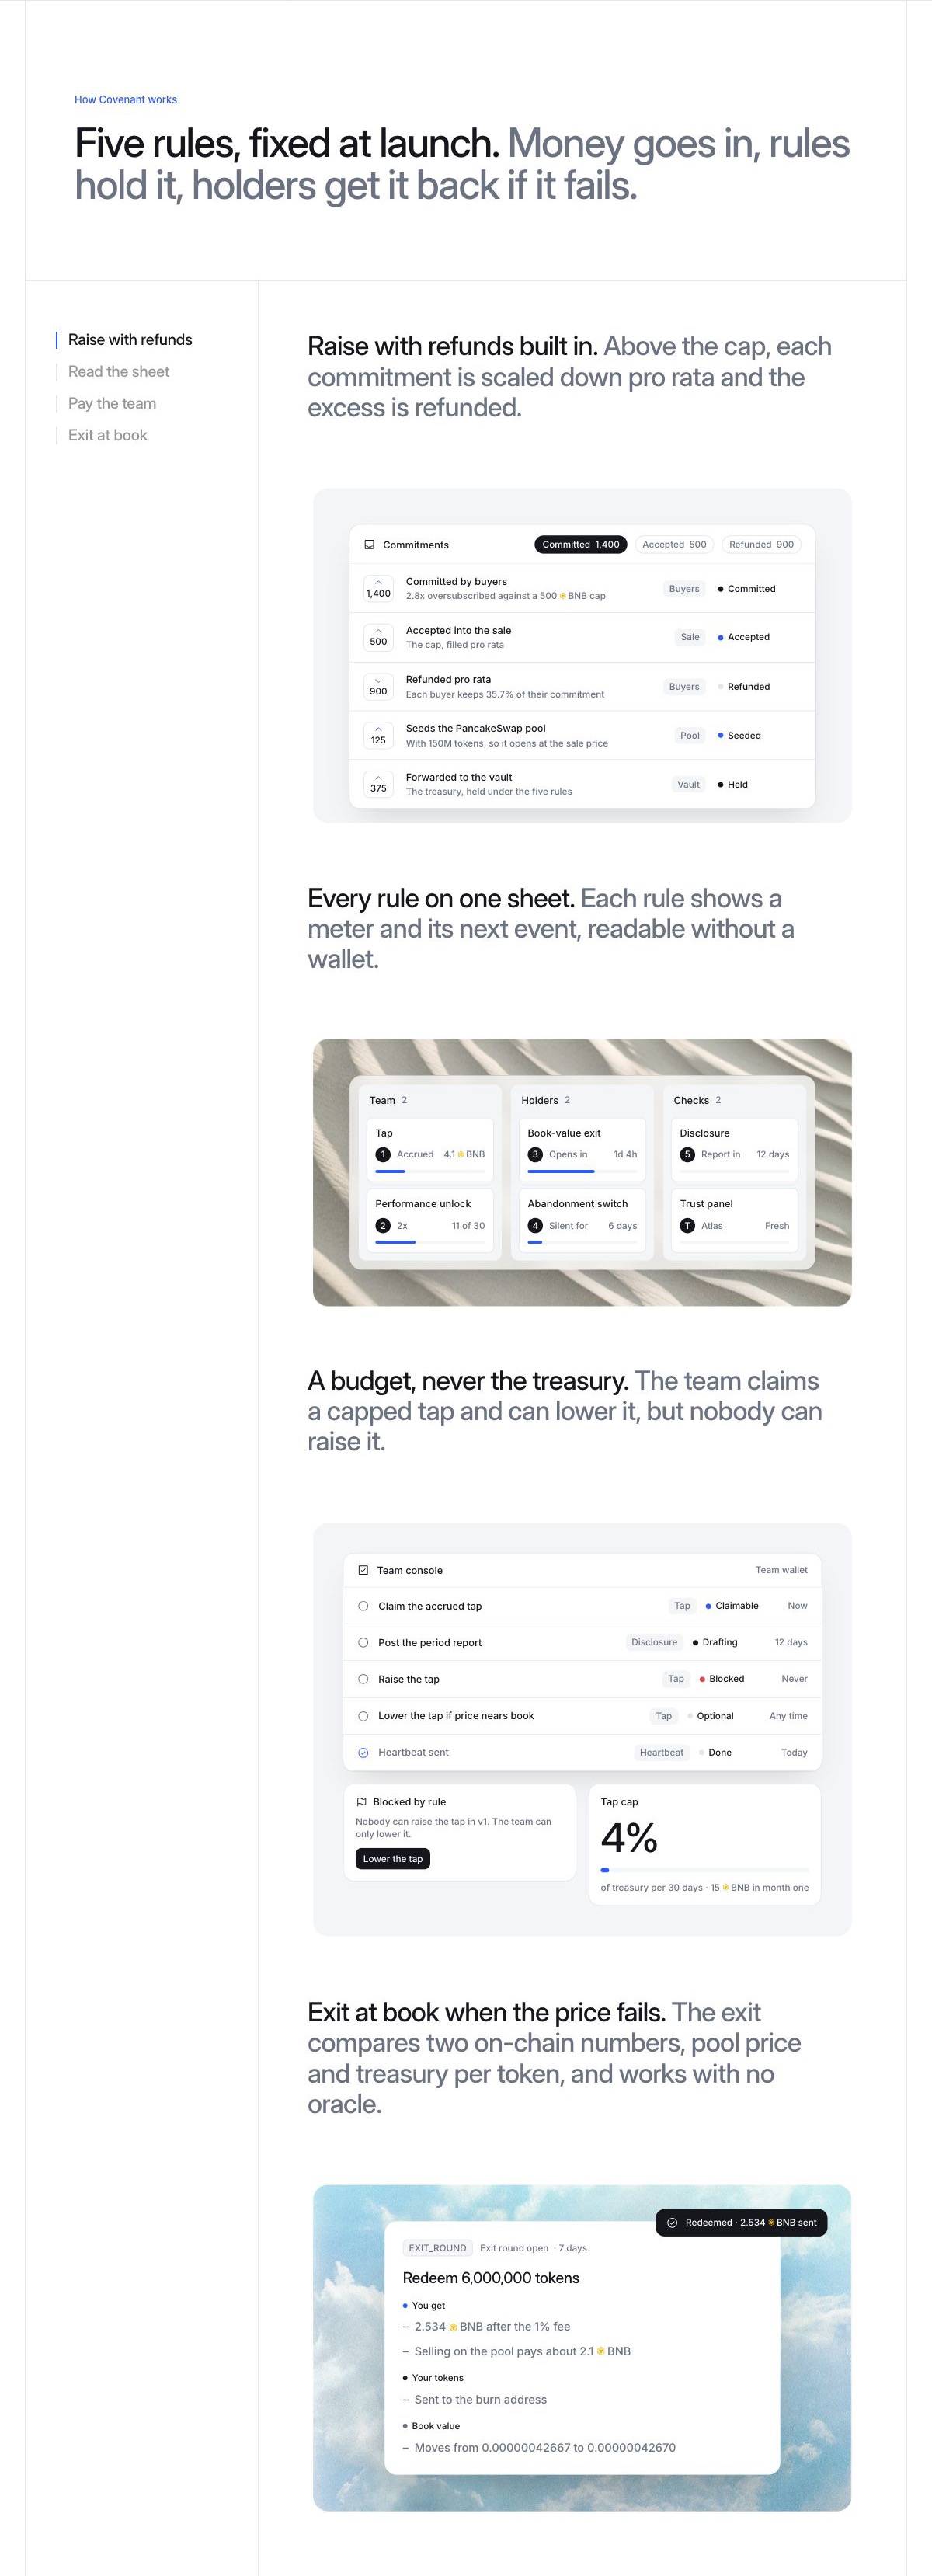 How Covenant works
Five rules, fixed at launch. Money goes in, rules
hold it, holders get it back if it fails.
Raise with refunds
Read the sheet
Pay the team
Exit at book
Raise with refunds built in. Above the cap, each
commitment is scaled down pro rata and the
excess is refunded.
Commitments
Committed 1,400
Accepted 500
Refunded 900
1,400
Committed by buyers
2.8x oversubscribed against a 500 BNB cap
Buyers
Committed
500
Accepted into the sale
The cap, filled pro rata
Sale
Accepted
900
Refunded pro rata
Each buyer keeps 35.7% of their commitment
Buyers
Refunded
125
Seeds the PancakeSwap pool
With 150M tokens, so it opens at the sale price
Pool
Seeded
375
Forwarded to the vault
The treasury, held under the five rules
Vault
Held
Every rule on one sheet. Each rule shows a
meter and its next event, readable without a
wallet.
Team 2
Tap
1 Accrued 4.1 BNB
Performance unlock
2 2x 11 of 30
Holders 2
Book-value exit
3 Opens in 1d 4h
Abandonment switch
4 Silent for 6 days
Checks 2
Disclosure
5 Report in 12 days
Trust panel
T Atlas Fresh
A budget, never the treasury. The team claims
a capped tap and can lower it, but nobody can
raise it.
Team console Team wallet
Claim the accrued tap Tap Claimable Now
Post the period report Disclosure Drafting 12 days
Raise the tap Tap Blocked Never
Lower the tap if price nears book Tap Optional Any time
Heartbeat sent Heartbeat Done Today
Blocked by rule
Nobody can raise the tap in v1. The team can
only lower it.
Lower the tap
Tap cap
4%
of treasury per 30 days · 15 BNB in month one
Exit at book when the price fails. The exit
compares two on-chain numbers, pool price
and treasury per token, and works with no
oracle.
Redeemed · 2.534 BNB sent
EXIT_ROUND Exit round open · 7 days
Redeem 6,000,000 tokens
You get
– 2.534 BNB after the 1% fee
– Selling on the pool pays about 2.1 BNB
Your tokens
– Sent to the burn address
Book value
– Moves from 0.00000042667 to 0.00000042670